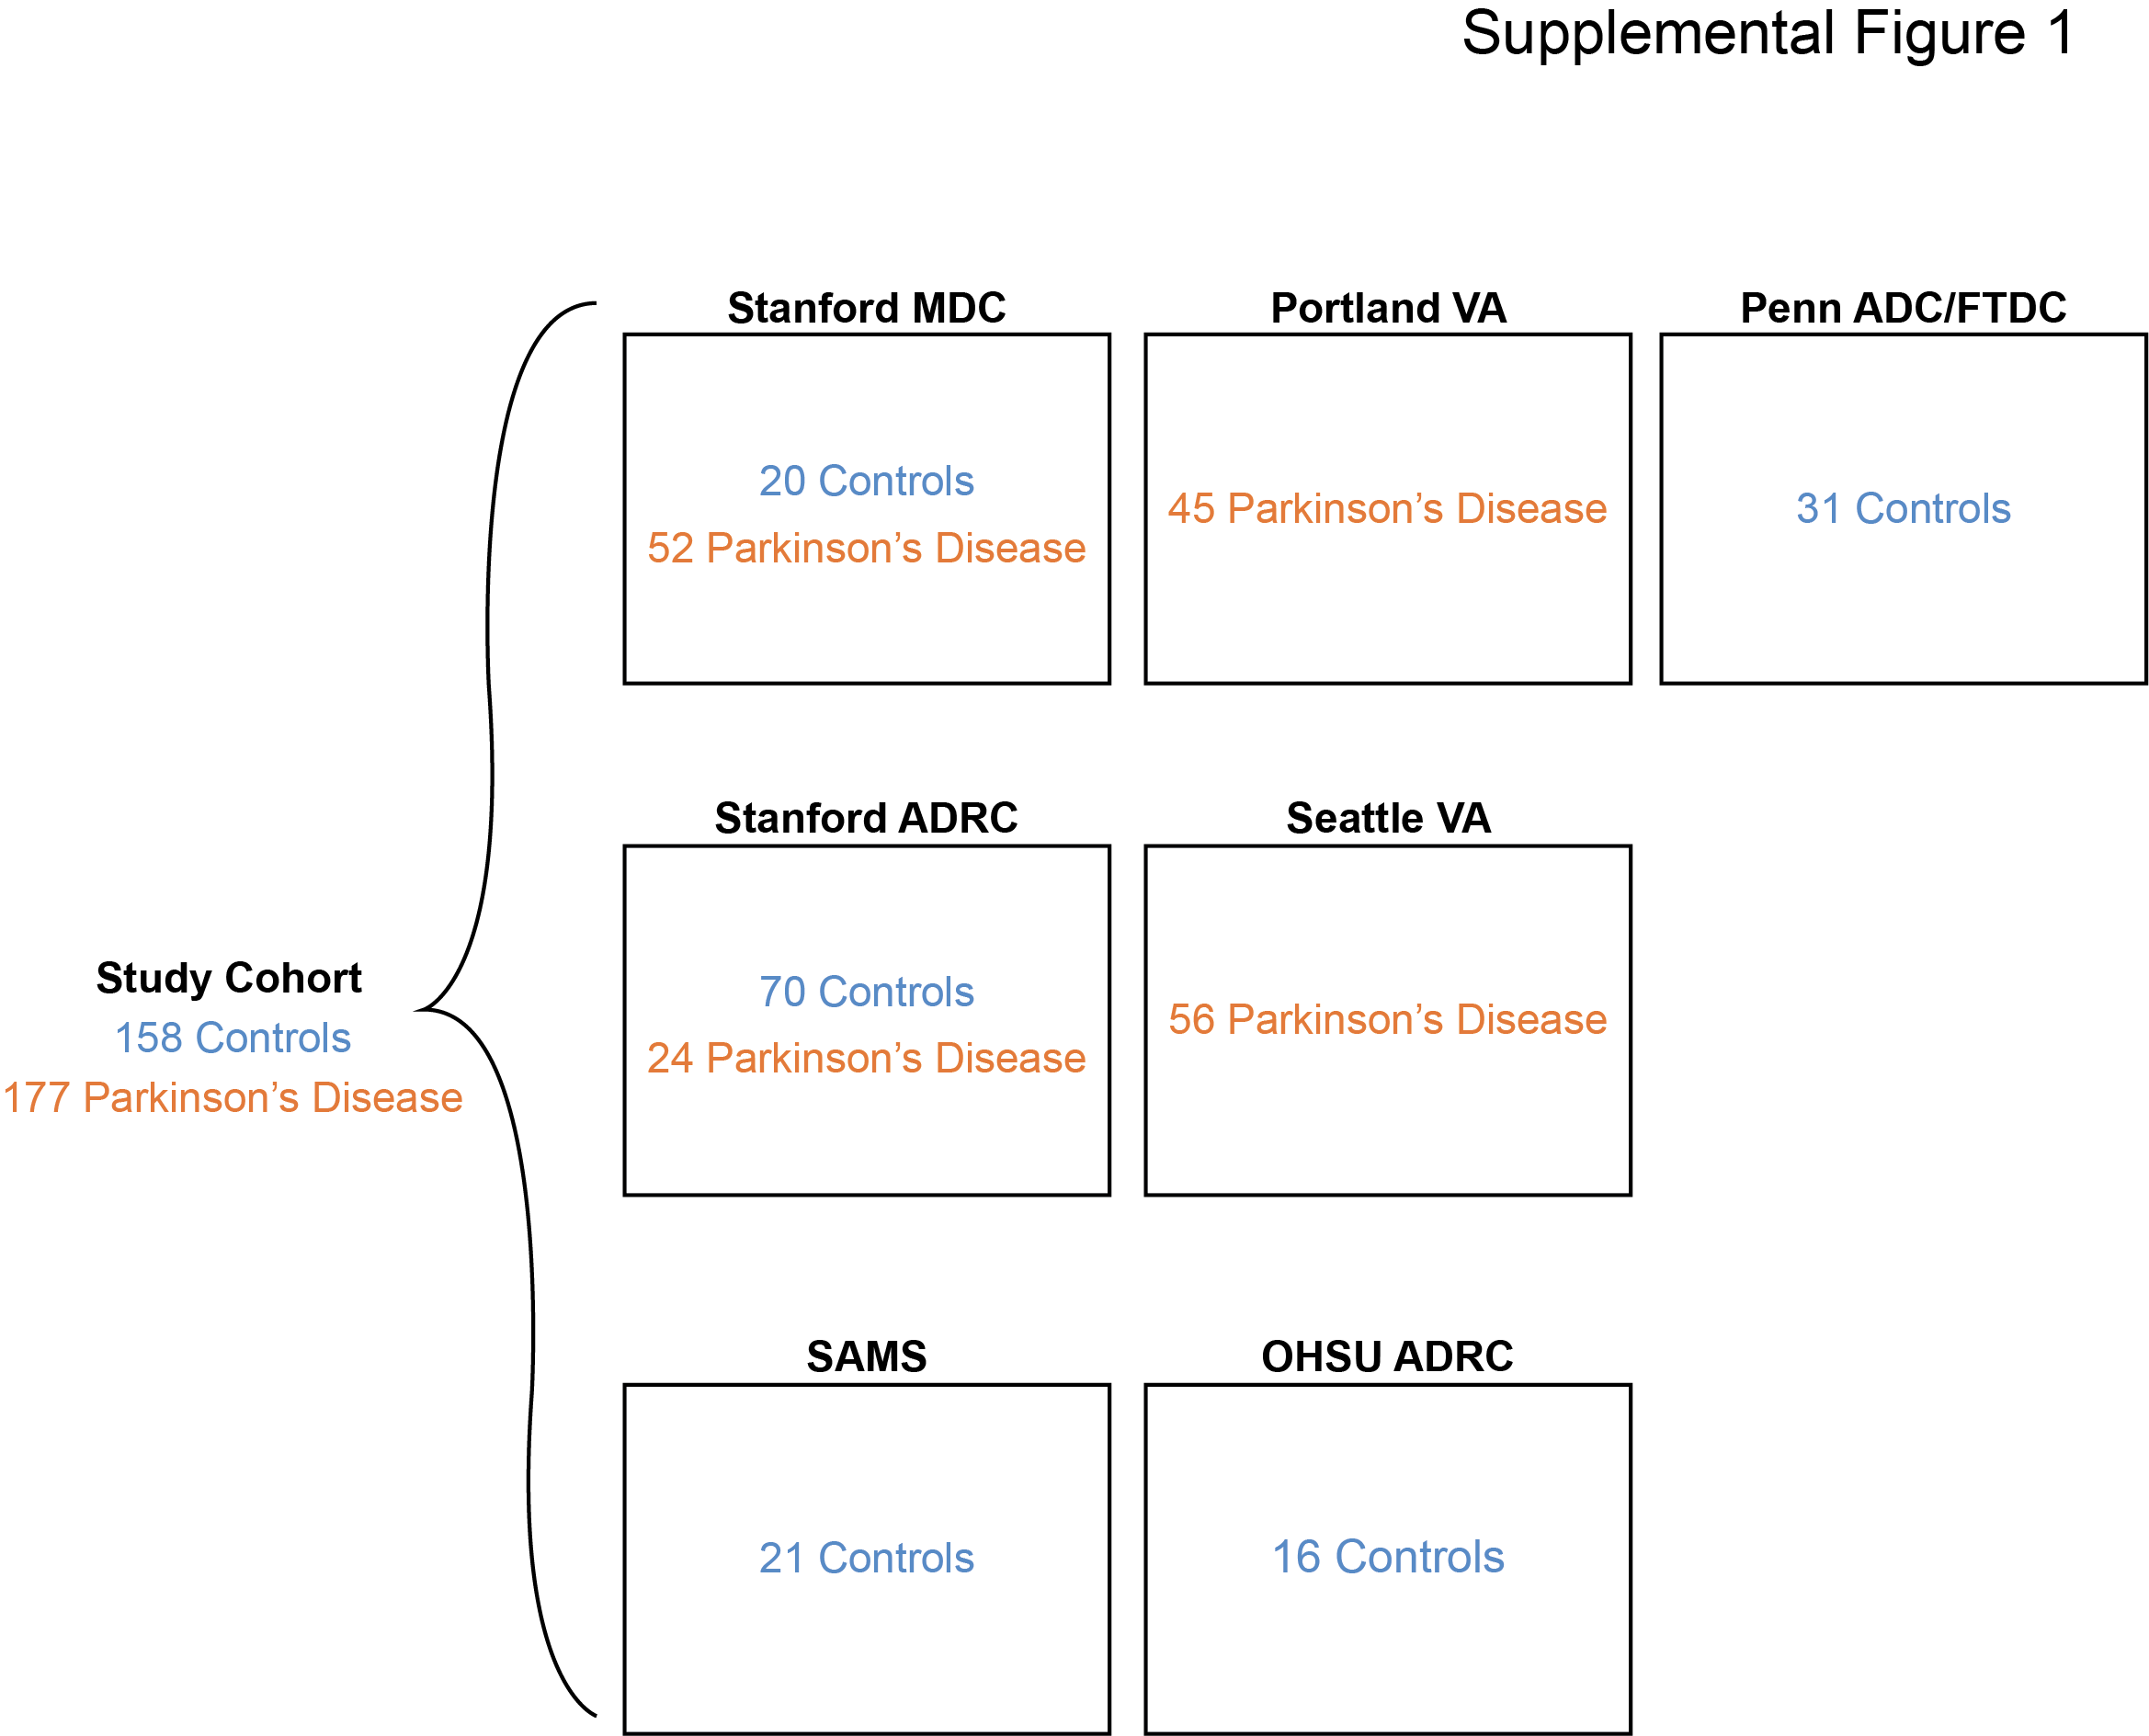 Supplemental Figure 1
Stanford MDC
20 Controls
52 Parkinson’s Disease
Portland VA
45 Parkinson’s Disease
Penn ADC/FTDC
31 Controls
Study Cohort
158 Controls
177 Parkinson’s Disease
Stanford ADRC
70 Controls
24 Parkinson’s Disease
Seattle VA
56 Parkinson’s Disease
SAMS
21 Controls
OHSU ADRC
16 Controls